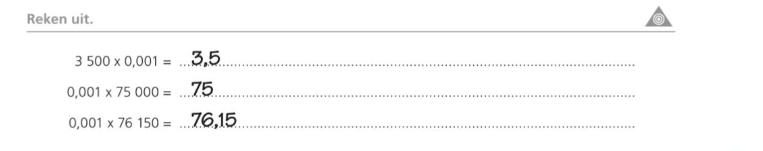 Reken uit.
3 500 x 0,001 = 3,5
0,001 x 75 000 = 75
0,001 x 76 150 = 76,15